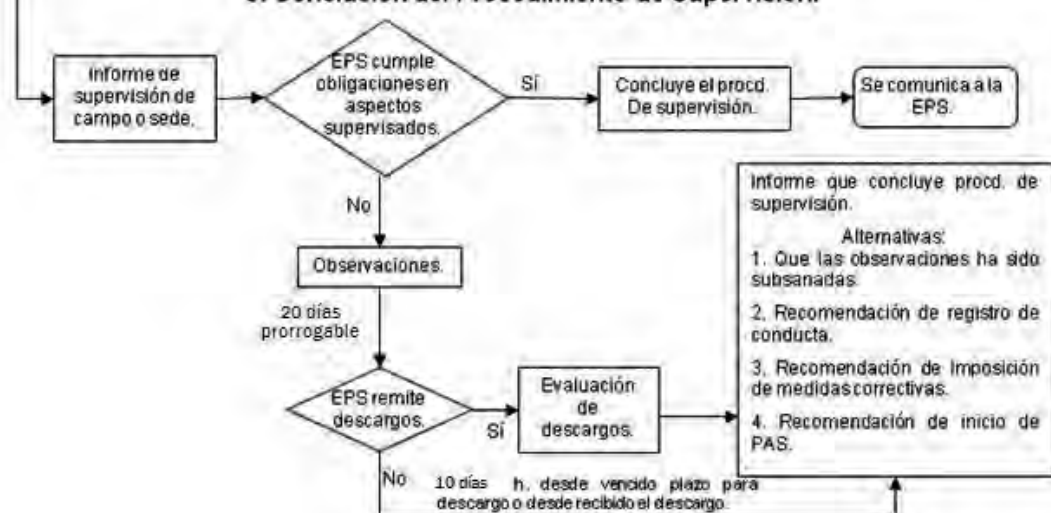 Informe de
supervisión de
campo o sede.
EPS cumple
obligaciones en
aspectos
supervisados.
Sí
Concluye el procd.
De supervisión.
Se comunica a la
EPS.
No
Observaciones.
20 días
prorrogable
EPS remite
descargos.
Sí
Evaluación
de
descargos.
Informe que concluye procd. de
supervisión.
Alternativas:
1. Que las observaciones ha sido
subsanadas.
2. Recomendación de registro de
conducta.
3. Recomendación de Imposición
de medidas correctivas.
4. Recomendación de inicio de
PAS.
No
10 días h. desde vencido plazo para
descargo o desde recibido el descargo.